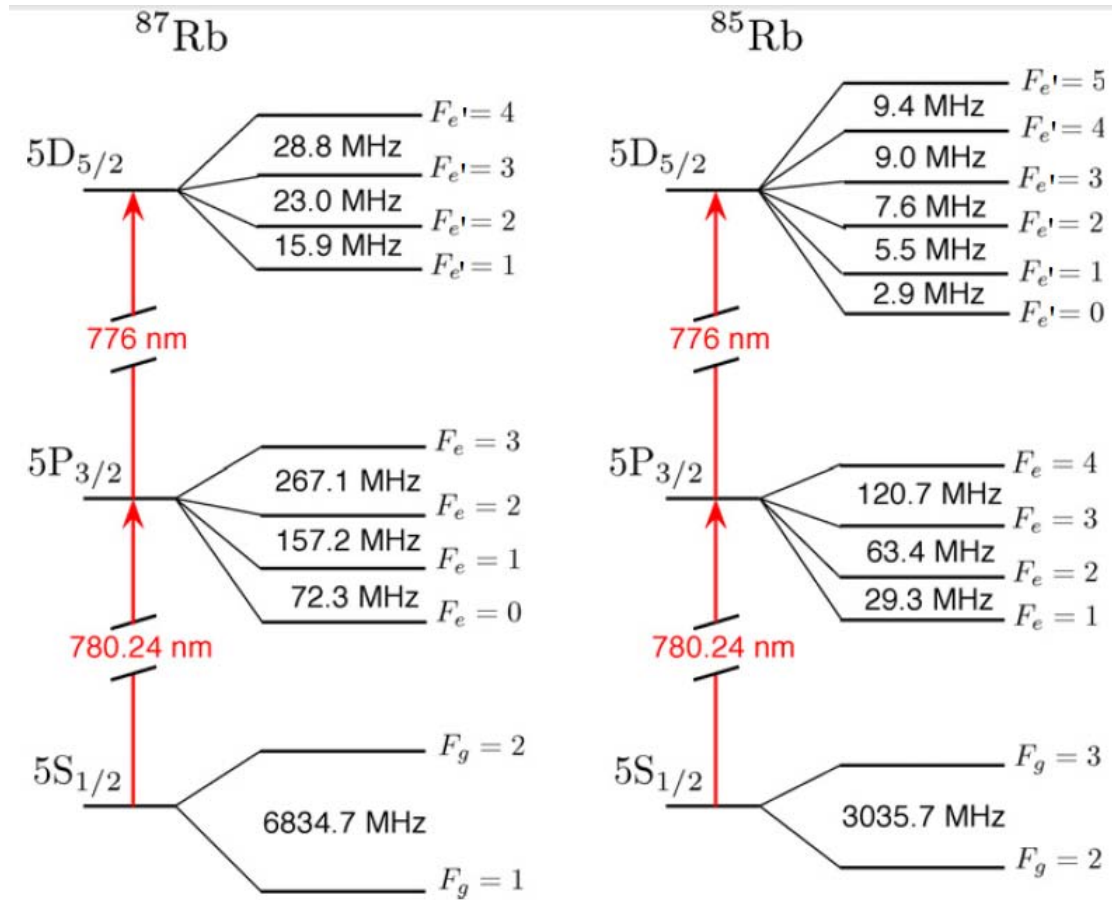 ⁸⁷Rb
5D₅/₂
Fₑ' = 4
28.8 MHz
Fₑ' = 3
23.0 MHz
Fₑ' = 2
15.9 MHz
Fₑ' = 1
776 nm
5P₃/₂
Fₑ = 3
267.1 MHz
Fₑ = 2
157.2 MHz
Fₑ = 1
72.3 MHz
Fₑ = 0
780.24 nm
5S₁/₂
F_g = 2
6834.7 MHz
F_g = 1
⁸⁵Rb
5D₅/₂
Fₑ' = 5
9.4 MHz
Fₑ' = 4
9.0 MHz
Fₑ' = 3
7.6 MHz
Fₑ' = 2
5.5 MHz
Fₑ' = 1
2.9 MHz
Fₑ' = 0
776 nm
5P₃/₂
Fₑ = 4
120.7 MHz
Fₑ = 3
63.4 MHz
Fₑ = 2
29.3 MHz
Fₑ = 1
780.24 nm
5S₁/₂
F_g = 3
3035.7 MHz
F_g = 2